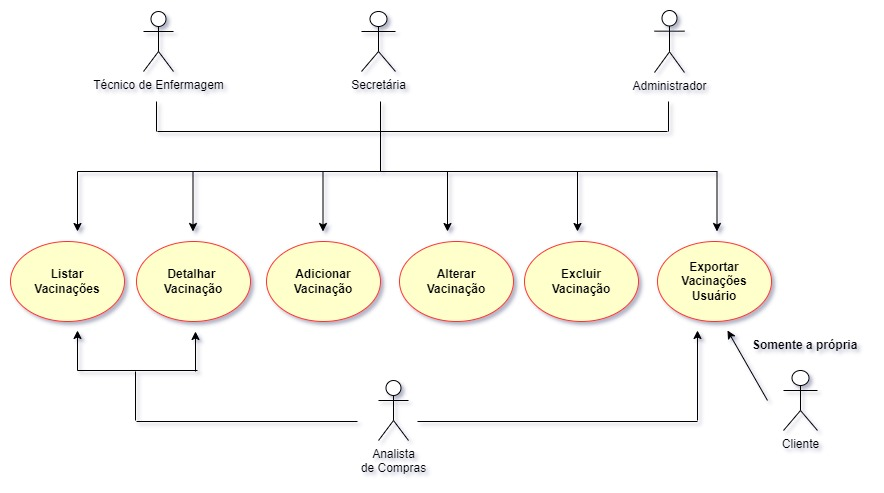 Técnico de Enfermagem
Secretária
Administrador
Listar
Vacinações
Detalhar
Vacinação
Adicionar
Vacinação
Alterar
Vacinação
Excluir
Vacinação
Exportar
Vacinações
Usuário
Somente a própria
Analista
de Compras
Cliente